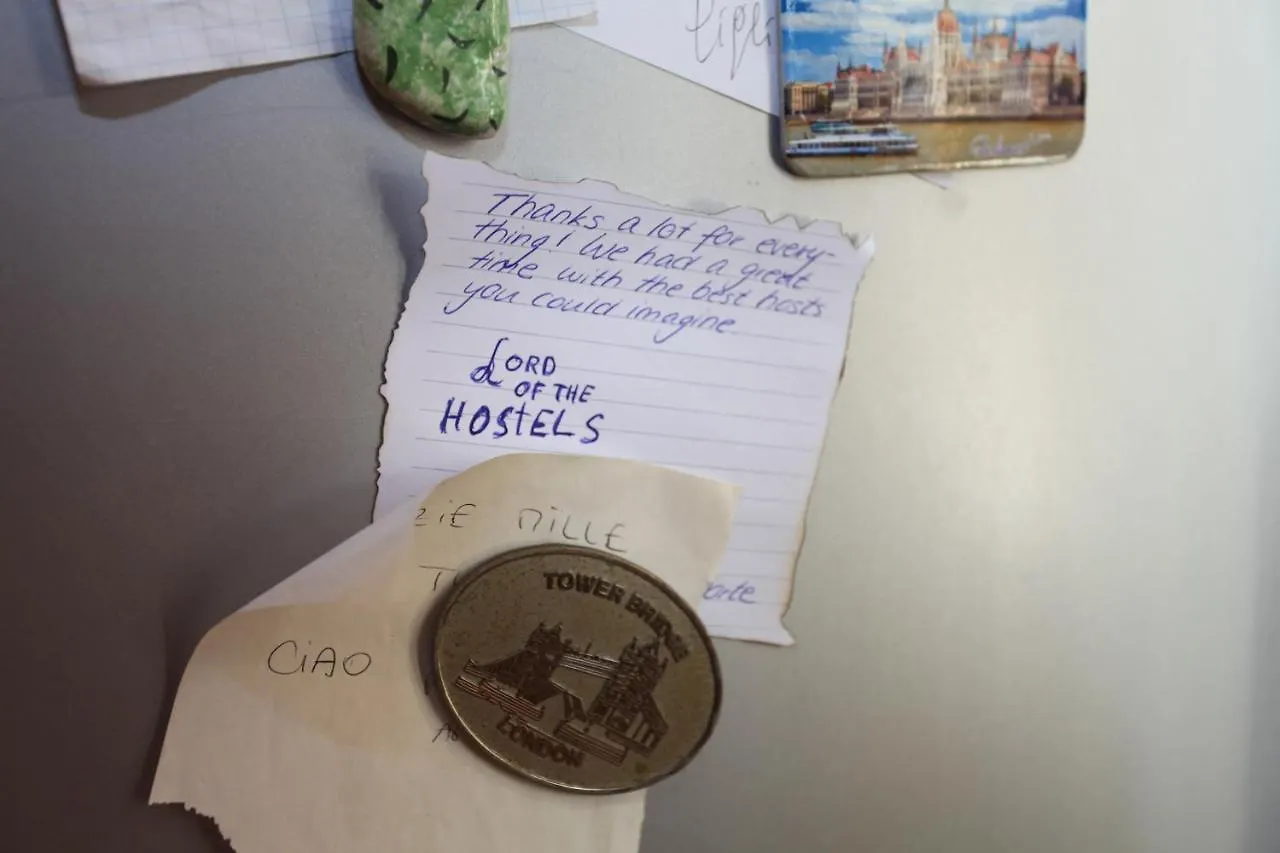 Thanks a lot for every-
thing! We had a great
time with the best hosts
you could imagine
LORD
OF THE
HOSTELS
ZIE MILLE
CIAO
TOWER BRIDGE
LONDON